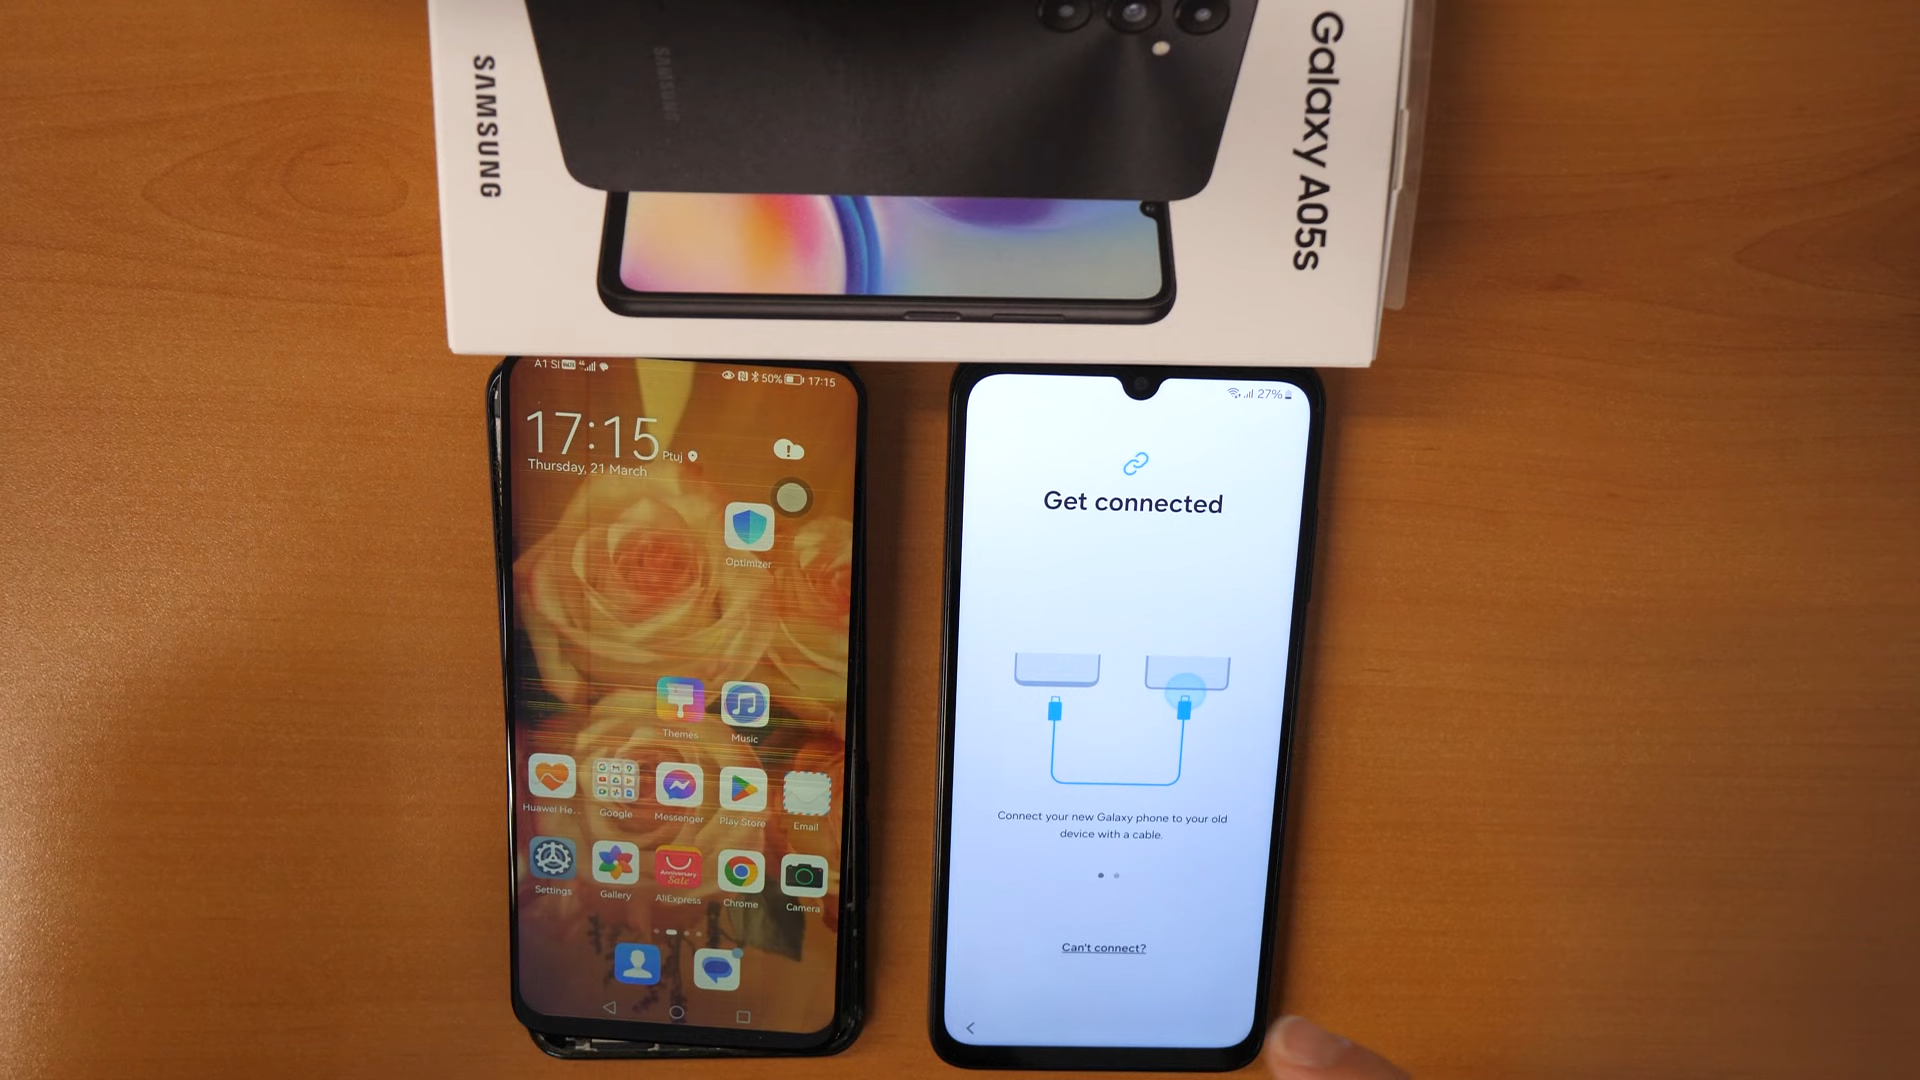 SAMSUNG
SAMSUNG
Galaxy A05s
A1 SI
50%
17:15
17:15
Ptuj
Thursday, 21 March
Optimizer
Themes
Music
Huawei He..
Google
Messenger
Play Store
Email
Settings
Gallery
Anniversary
Sale
AliExpress
Chrome
Camera
27%
Get connected
Connect your new Galaxy phone to your old
device with a cable.
Can't connect?